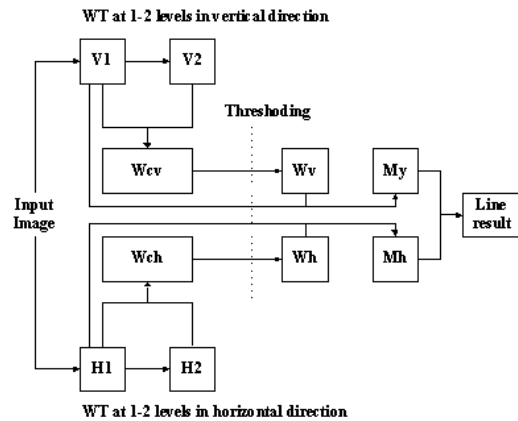 WT at 1-2 levels in vertical direction
V1
V2
Threshoding
Wcv
Wv
My
Input
Image
Line
result
Wch
Wh
Mh
H1
H2
WT at 1-2 levels in horizontal direction